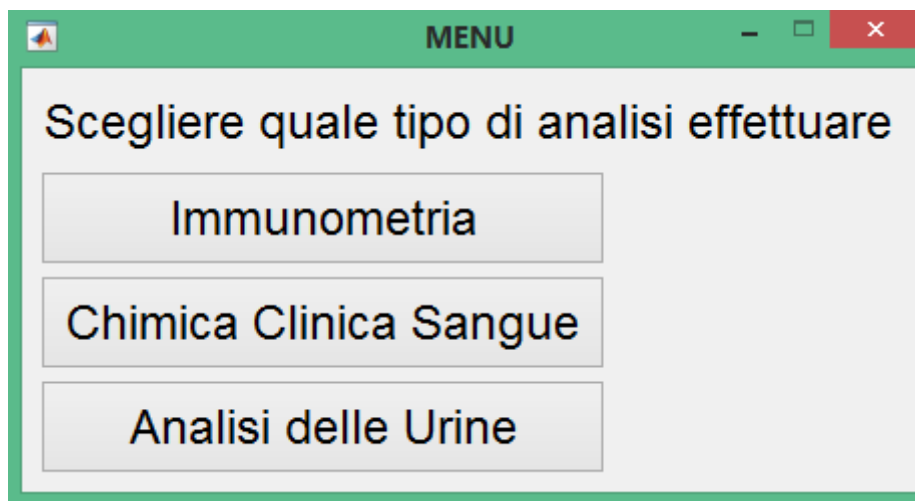 MENU
Scegliere quale tipo di analisi effettuare
Immunometria
Chimica Clinica Sangue
Analisi delle Urine